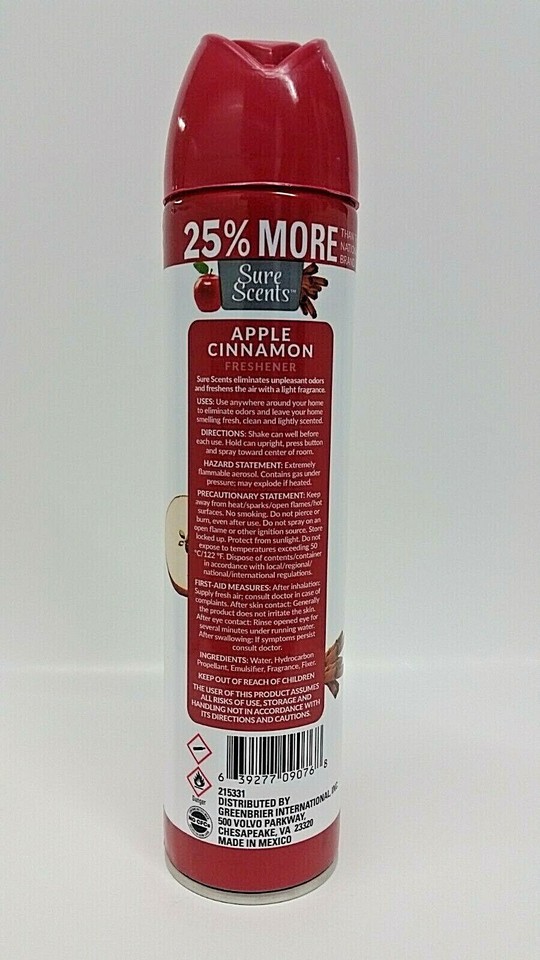 25% MORE
THAN
NATIO
BRAN
Sure
Scents™
APPLE
CINNAMON
FRESHENER
Sure Scents eliminates unpleasant odors
and freshens the air with a light fragrance.
USES: Use anywhere around your home
to eliminate odors and leave your home
smelling fresh, clean and lightly scented.
DIRECTIONS: Shake can well before
each use. Hold can upright, press button
and spray toward center of room.
HAZARD STATEMENT: Extremely
flammable aerosol. Contains gas under
pressure; may explode if heated.
PRECAUTIONARY STATEMENT: Keep
away from heat/sparks/open flames/hot
surfaces. No smoking. Do not pierce or
burn, even after use. Do not spray on an
open flame or other ignition source. Store
locked up. Protect from sunlight. Do not
expose to temperatures exceeding 50
°C/122 °F. Dispose of contents/container
in accordance with local/regional/
national/international regulations.
FIRST-AID MEASURES: After inhalation:
Supply fresh air; consult doctor in case of
complaints. After skin contact: Generally
the product does not irritate the skin.
After eye contact: Rinse opened eye for
several minutes under running water.
After swallowing: If symptoms persist
consult doctor.
INGREDIENTS: Water, Hydrocarbon
Propellant, Emulsifier, Fragrance, Fixer.
KEEP OUT OF REACH OF CHILDREN
THE USER OF THIS PRODUCT ASSUMES
ALL RISKS OF USE, STORAGE AND
HANDLING NOT IN ACCORDANCE WITH
ITS DIRECTIONS AND CAUTIONS.
6 39277 09076 8
Danger
NO CFCs
215331
DISTRIBUTED BY
GREENBRIER INTERNATIONAL, INC.
500 VOLVO PARKWAY,
CHESAPEAKE, VA 23320
MADE IN MEXICO